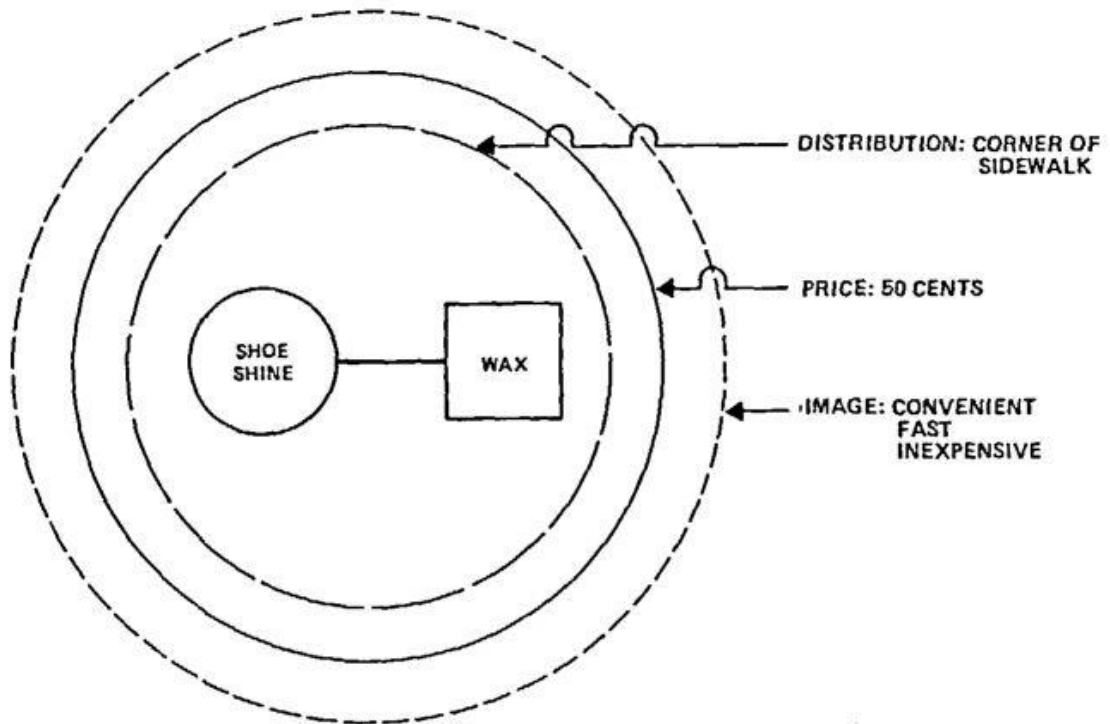 DISTRIBUTION: CORNER OF
SIDEWALK
PRICE: 50 CENTS
SHOE
SHINE
WAX
IMAGE: CONVENIENT
FAST
INEXPENSIVE